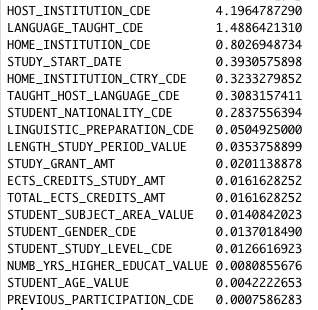 HOST_INSTITUTION_CDE 4.1964787290
LANGUAGE_TAUGHT_CDE 1.4886421310
HOME_INSTITUTION_CDE 0.8026948734
STUDY_START_DATE 0.3930575898
HOME_INSTITUTION_CTRY_CDE 0.3233279852
TAUGHT_HOST_LANGUAGE_CDE 0.3083157411
STUDENT_NATIONALITY_CDE 0.2837556394
LINGUISTIC_PREPARATION_CDE 0.0504925000
LENGTH_STUDY_PERIOD_VALUE 0.0353758899
STUDY_GRANT_AMT 0.0201138878
ECTS_CREDITS_STUDY_AMT 0.0161628252
TOTAL_ECTS_CREDITS_AMT 0.0161628252
STUDENT_SUBJECT_AREA_VALUE 0.0140842023
STUDENT_GENDER_CDE 0.0137018490
STUDENT_STUDY_LEVEL_CDE 0.0126616923
NUMB_YRS_HIGHER_EDUCAT_VALUE 0.0080855676
STUDENT_AGE_VALUE 0.0042222653
PREVIOUS_PARTICIPATION_CDE 0.0007586283